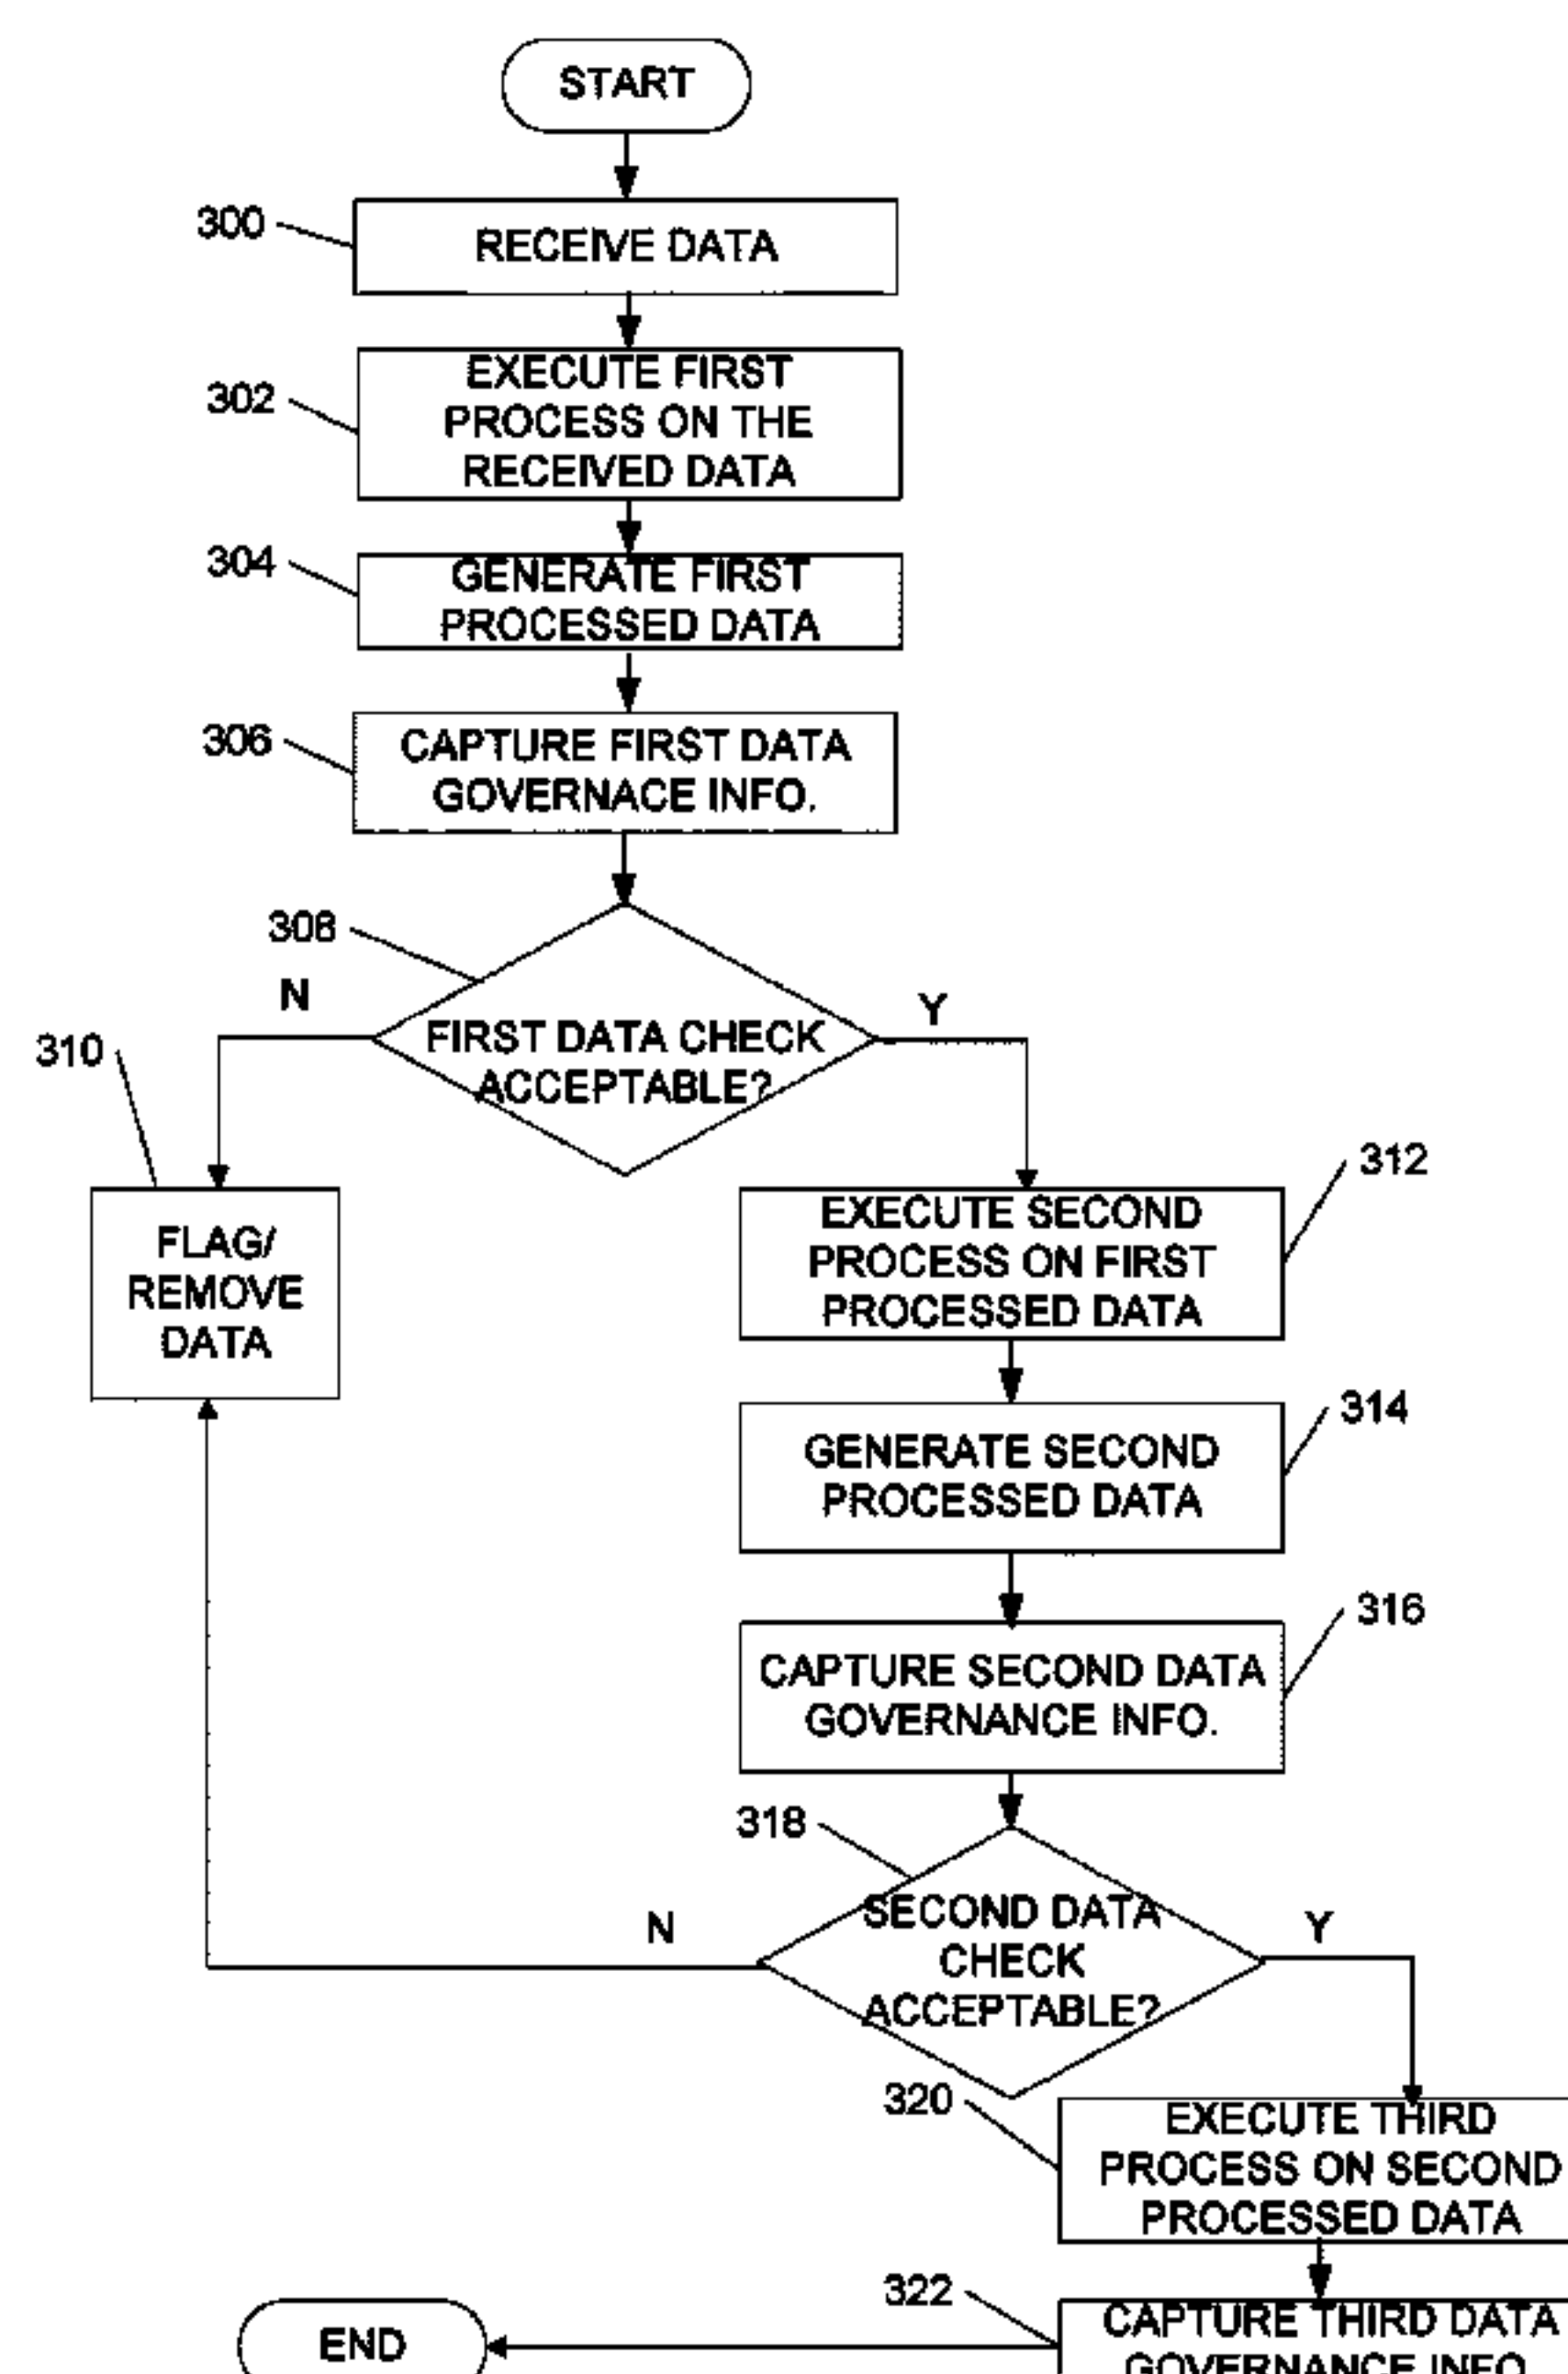 START
300
RECEIVE DATA
302
EXECUTE FIRST
PROCESS ON THE
RECEIVED DATA
304
GENERATE FIRST
PROCESSED DATA
306
CAPTURE FIRST DATA
GOVERNACE INFO.
308
N
Y
FIRST DATA CHECK
ACCEPTABLE?
310
FLAG/
REMOVE
DATA
312
EXECUTE SECOND
PROCESS ON FIRST
PROCESSED DATA
314
GENERATE SECOND
PROCESSED DATA
316
CAPTURE SECOND DATA
GOVERNANCE INFO.
318
N
Y
SECOND DATA
CHECK
ACCEPTABLE?
320
EXECUTE THIRD
PROCESS ON SECOND
PROCESSED DATA
322
CAPTURE THIRD DATA
GOVERNANCE INFO
END